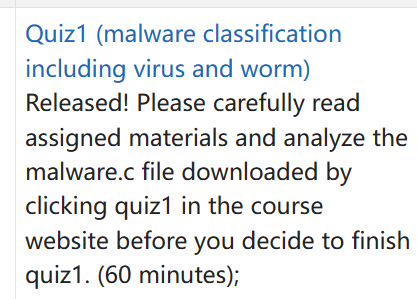 Quiz1 (malware classification
including virus and worm)
Released! Please carefully read
assigned materials and analyze the
malware.c file downloaded by
clicking quiz1 in the course
website before you decide to finish
quiz1. (60 minutes);